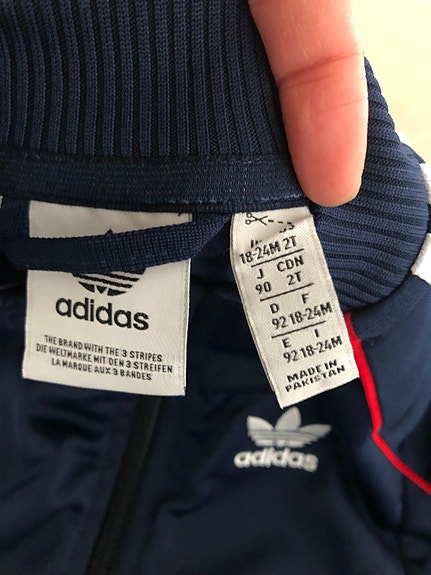 adidas
THE BRAND WITH THE 3 STRIPES
DIE WELTMARKE MIT DEN 3 STREIFEN
LA MARQUE AUX 3 BANDES
18-24M 2T
J CDN
90 2T
D F
92 18-24M
E I
92 18-24M
MADE IN
PAKISTAN
adidas